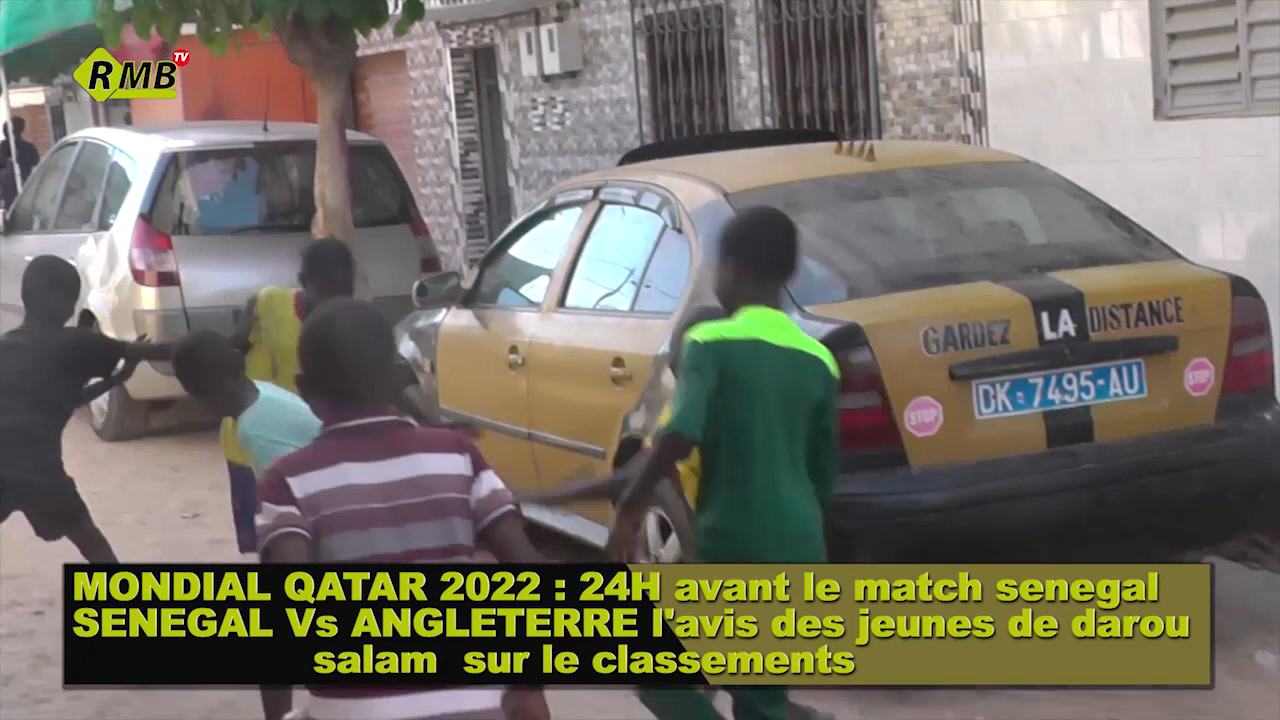 RMB TV
GARDEZ LA DISTANCE
DK-7495-AU
STOP
STOP
MONDIAL QATAR 2022 : 24H avant le match senegal
SENEGAL Vs ANGLETERRE l'avis des jeunes de darou
salam sur le classements